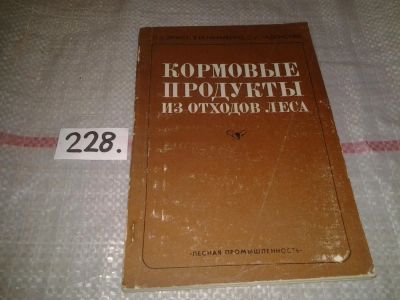 КОРМОВЫЕ
ПРОДУКТЫ
ИЗ ОТХОДОВ ЛЕСА
228.
«ЛЕСНАЯ ПРОМЫШЛЕННОСТЬ»